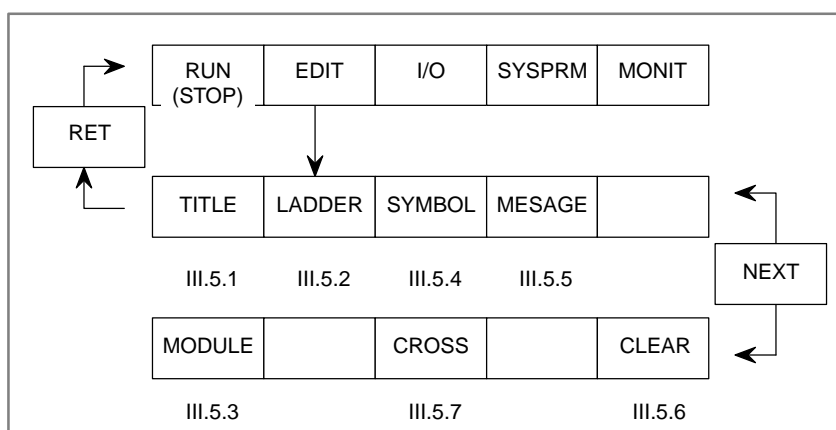 RUN (STOP) EDIT I/O SYSPRM MONIT
RET
TITLE LADDER SYMBOL MESAGE
III.5.1 III.5.2 III.5.4 III.5.5
NEXT
MODULE CROSS CLEAR
III.5.3 III.5.7 III.5.6